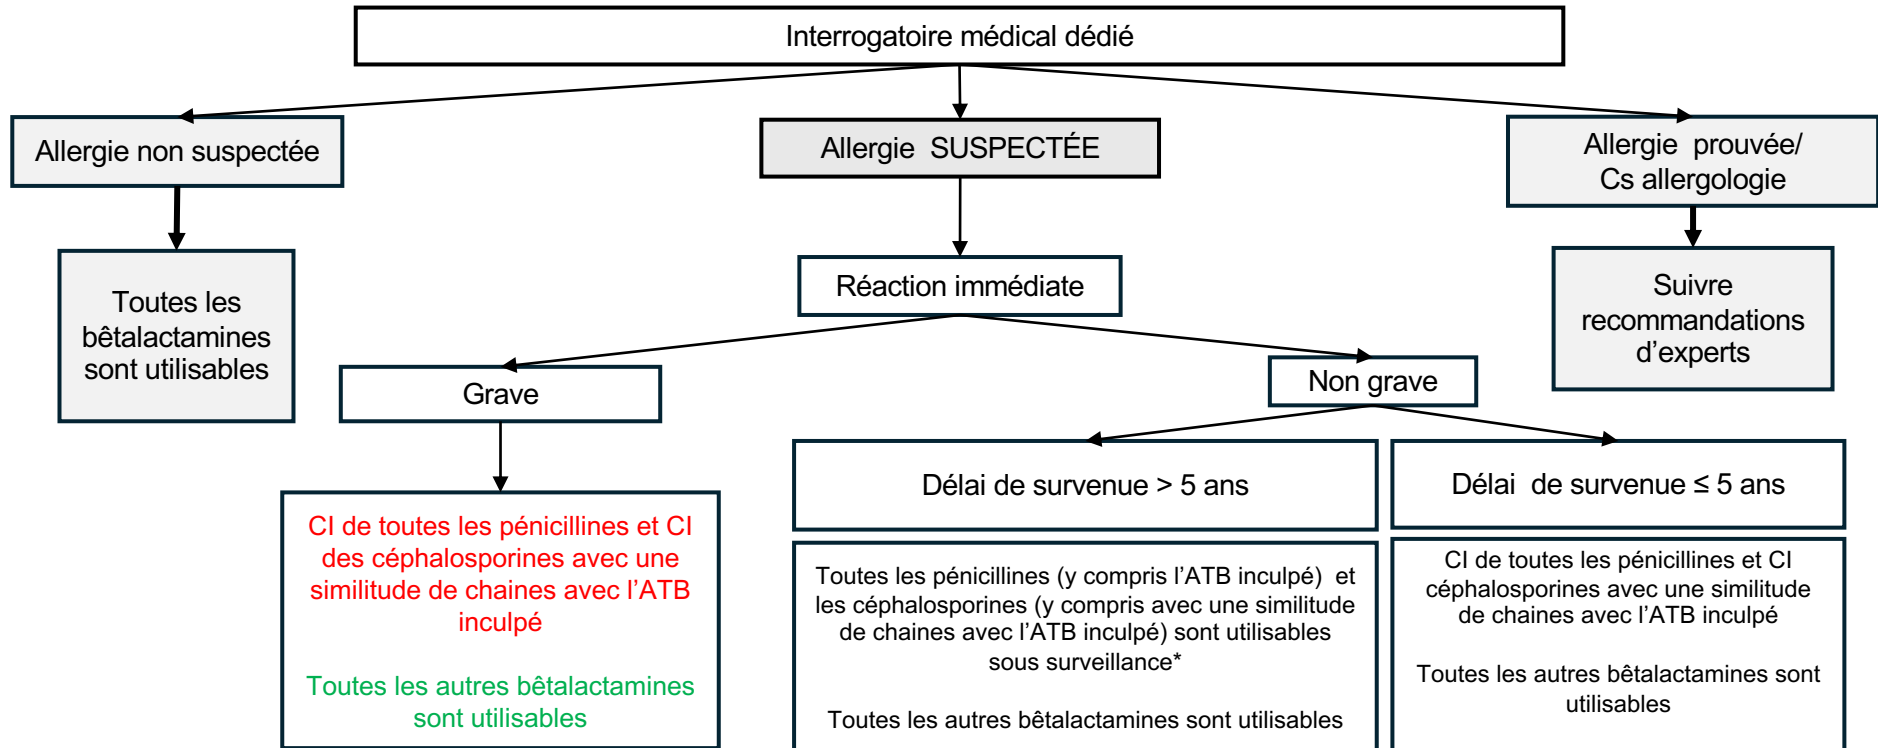 Interrogatoire médical dédié
Allergie non suspectée
Allergie SUSPECTÉE
Allergie prouvée/
Cs allergologie
Toutes les
bêtalactamines
sont utilisables
Réaction immédiate
Suivre
recommandations
d’experts
Grave
Non grave
Délai de survenue > 5 ans
Délai de survenue ≤ 5 ans
CI de toutes les pénicillines et CI
des céphalosporines avec une
similitude de chaines avec l’ATB
inculpé
Toutes les autres bêtalactamines
sont utilisables
Toutes les pénicillines (y compris l’ATB inculpé) et
les céphalosporines (y compris avec une similitude
de chaines avec l’ATB inculpé) sont utilisables
sous surveillance*
Toutes les autres bêtalactamines sont utilisables
CI de toutes les pénicillines et CI
céphalosporines avec une similitude
de chaines avec l’ATB inculpé
Toutes les autres bêtalactamines sont
utilisables